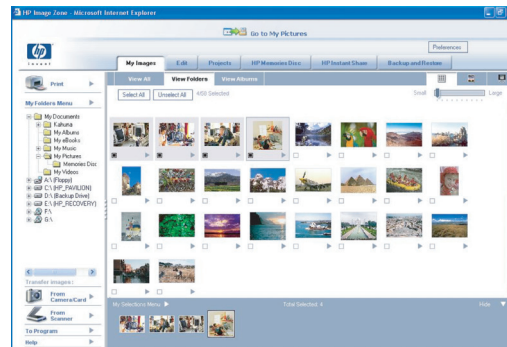 HP Image Zone - Microsoft Internet Explorer
Go to My Pictures
Preferences
hp
invent
My Images
Edit
Projects
HP Memories Disc
HP Instant Share
Backup and Restore
Print
View All
View Folders
View Albums
Select All
Unselect All
4/50 Selected
Small
Large
My Folders Menu
My Documents
Kahuna
My Albums
My eBooks
My Music
My Pictures
Memories Disc
My Videos
A:\ (Floppy)
C:\ (HP_PAVILION)
D:\ (Backup Drive)
E:\ (HP_RECOVERY)
F:\
G:\
Transfer images:
From
Camera/Card
From
Scanner
To Program
Help
My Selections Menu
Total Selected: 4
Hide